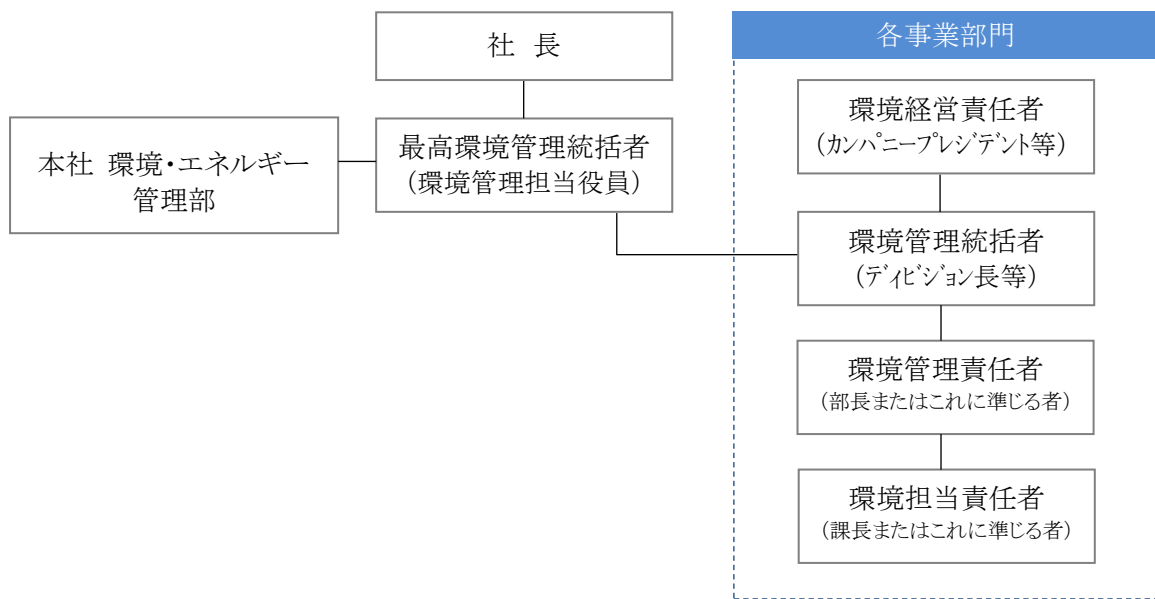 社 長
本社 環境・エネルギー
管理部
最高環境管理統括者
（環境管理担当役員）
各事業部門
環境経営責任者
（ｶﾝﾊﾟﾆｰﾌﾟﾚｼﾞﾃﾞﾝﾄ等）
環境管理統括者
（ﾃﾞｨﾋﾞｼﾞｮﾝ長等）
環境管理責任者
（部長またはこれに準じる者）
環境担当責任者
（課長またはこれに準じる者）